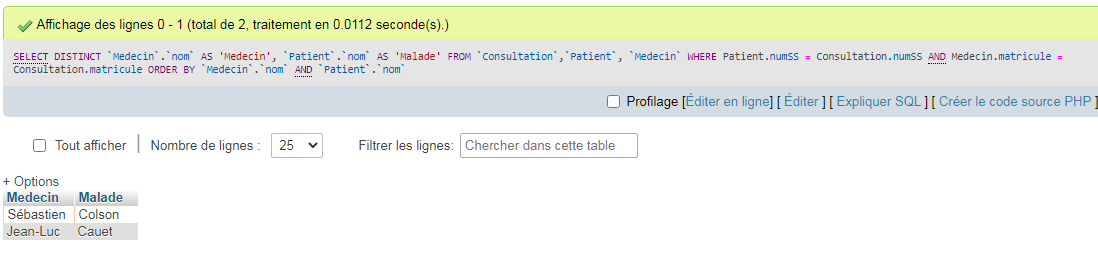 Affichage des lignes 0 - 1 (total de 2, traitement en 0.0112 seconde(s).)
SELECT DISTINCT `Medecin`.`nom` AS 'Medecin', `Patient`.`nom` AS 'Malade' FROM `Consultation`,`Patient`, `Medecin` WHERE Patient.numSS = Consultation.numSS AND Medecin.matricule =
Consultation.matricule ORDER BY `Medecin`.`nom` AND `Patient`.`nom`
Profilage [Éditer en ligne] [ Éditer ] [ Expliquer SQL ] [ Créer le code source PHP ]
Tout afficher Nombre de lignes : 25 Filtrer les lignes: Chercher dans cette table
+ Options
Medecin Malade
Sébastien Colson
Jean-Luc Cauet